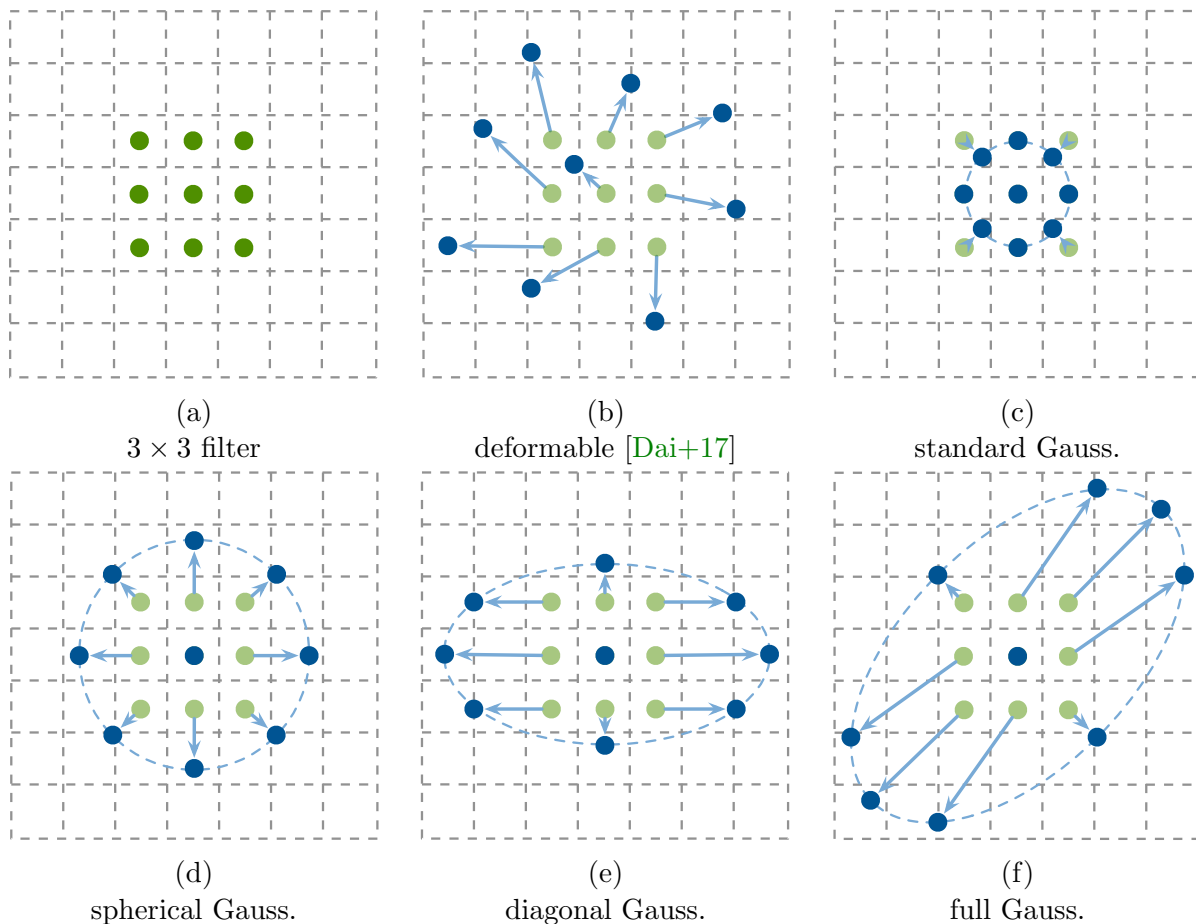 (a)
3 × 3 filter
(b)
deformable [Dai+17]
(c)
standard Gauss.
(d)
spherical Gauss.
(e)
diagonal Gauss.
(f)
full Gauss.